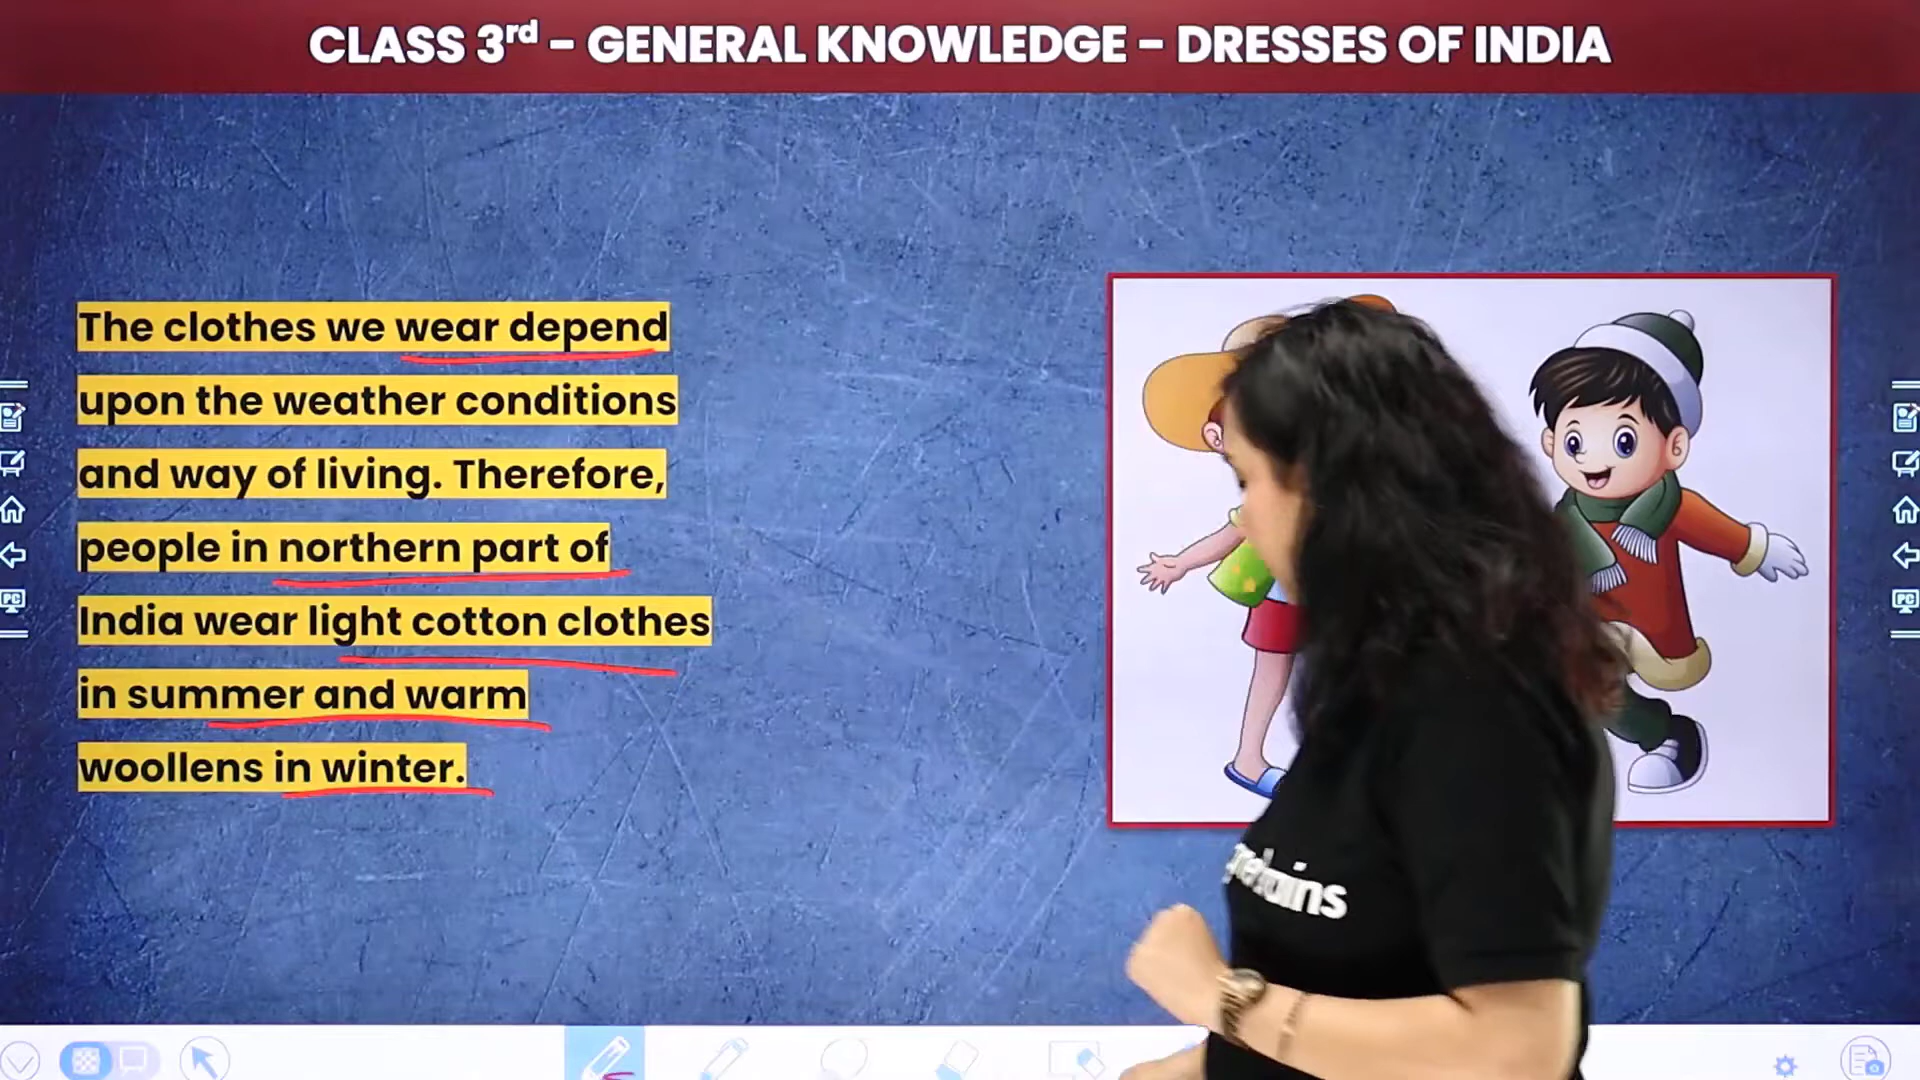 CLASS 3rd – GENERAL KNOWLEDGE – DRESSES OF INDIA
The clothes we wear depend
upon the weather conditions
and way of living. Therefore,
people in northern part of
India wear light cotton clothes
in summer and warm
woollens in winter.
PC
PC